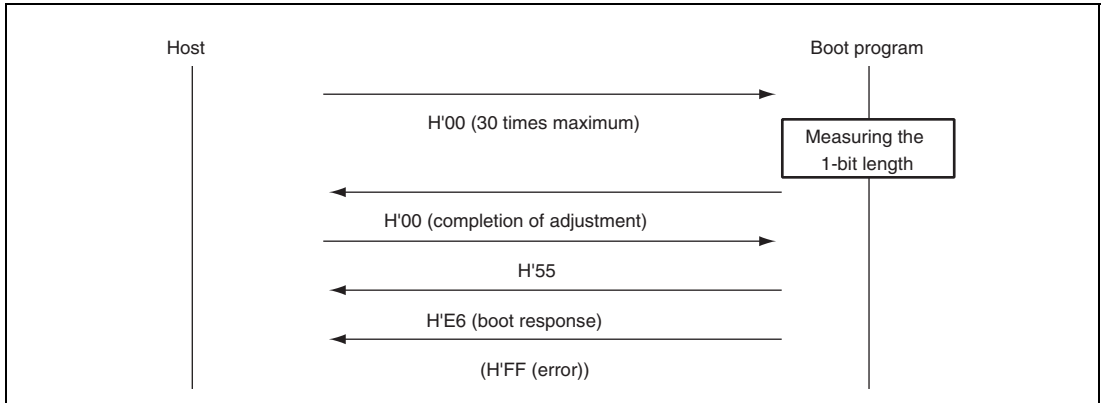 Host
Boot program
H'00 (30 times maximum)
Measuring the
1-bit length
H'00 (completion of adjustment)
H'55
H'E6 (boot response)
(H'FF (error))